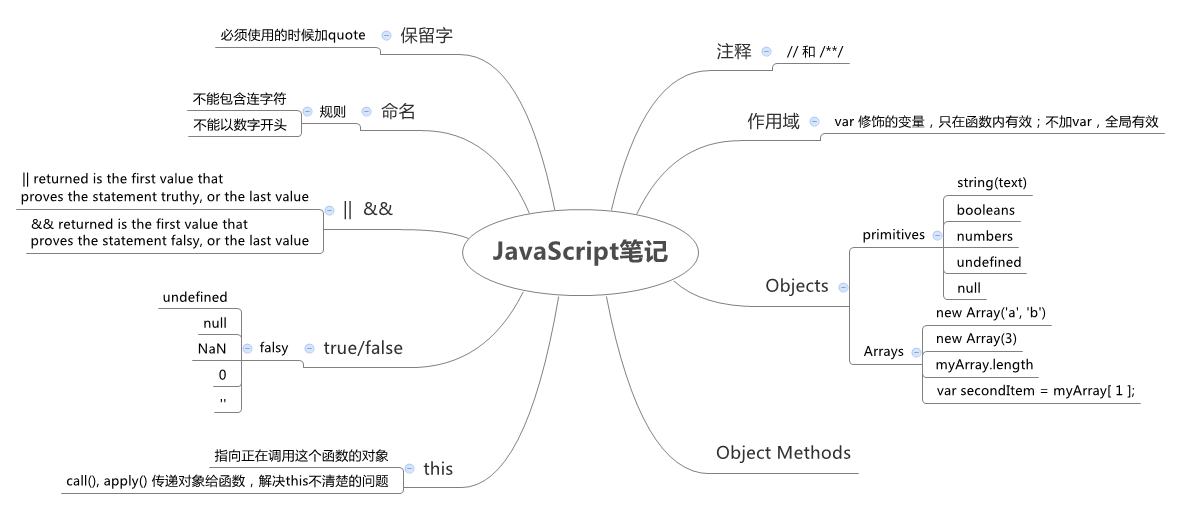 JavaScript笔记
保留字
必须使用的时候加quote
命名
规则
不能包含连字符
不能以数字开头
|| &&
|| returned is the first value that
proves the statement truthy, or the last value
&& returned is the first value that
proves the statement falsy, or the last value
true/false
falsy
undefined
null
NaN
0
''
this
指向正在调用这个函数的对象
call(), apply() 传递对象给函数，解决this不清楚的问题
注释
// 和 /**/
作用域
var 修饰的变量，只在函数内有效；不加var，全局有效
Objects
primitives
string(text)
booleans
numbers
undefined
null
Arrays
new Array('a', 'b')
new Array(3)
myArray.length
var secondItem = myArray[ 1 ];
Object Methods